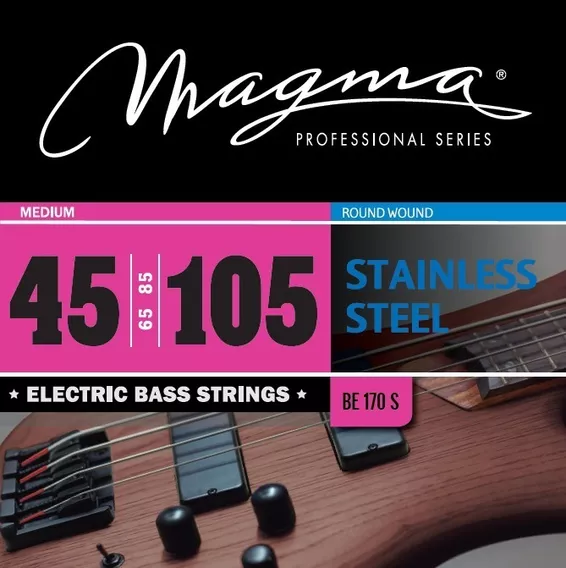 Magma®
PROFESSIONAL SERIES
MEDIUM
ROUND WOUND
45
65 85
105
STAINLESS
STEEL
★ ELECTRIC BASS STRINGS ★
BE 170 S